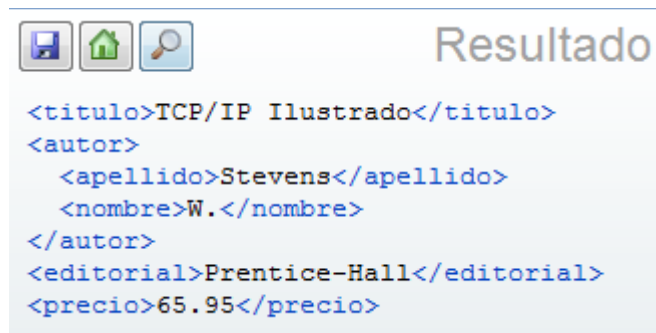 Resultado
<titulo>TCP/IP Ilustrado</titulo>
<autor>
  <apellido>Stevens</apellido>
  <nombre>W.</nombre>
</autor>
<editorial>Prentice-Hall</editorial>
<precio>65.95</precio>